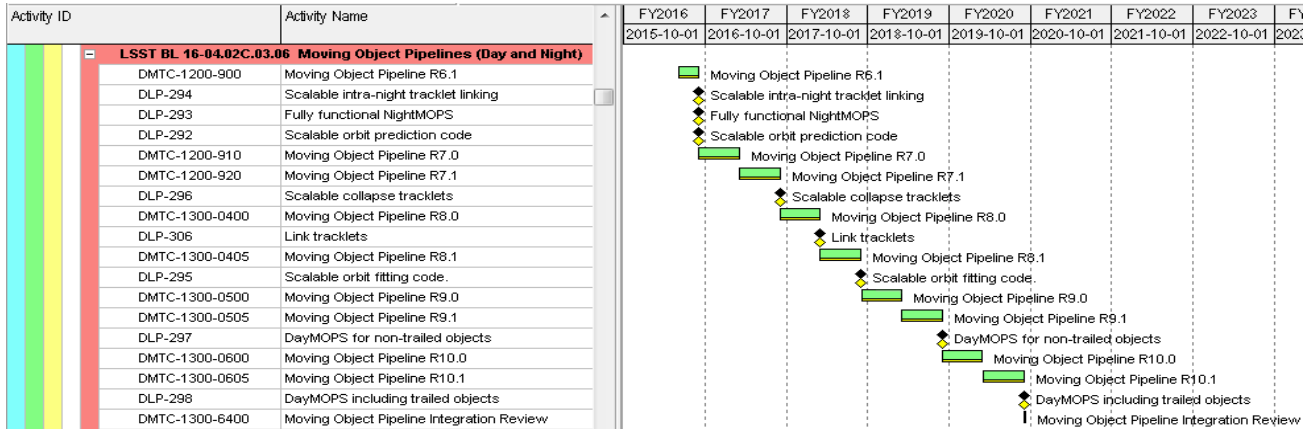 Activity ID Activity Name FY2016 FY2017 FY2018 FY2019 FY2020 FY2021 FY2022 FY2023
2015-10-01 2016-10-01 2017-10-01 2018-10-01 2019-10-01 2020-10-01 2021-10-01 2022-10-01
LSST BL 16-04.02C.03.06 Moving Object Pipelines (Day and Night)
DMTC-1200-900 Moving Object Pipeline R6.1 Moving Object Pipeline R6.1
DLP-294 Scalable intra-night tracklet linking Scalable intra-night tracklet linking
DLP-293 Fully functional NightMOPS Fully functional NightMOPS
DLP-292 Scalable orbit prediction code Scalable orbit prediction code
DMTC-1200-910 Moving Object Pipeline R7.0 Moving Object Pipeline R7.0
DMTC-1200-920 Moving Object Pipeline R7.1 Moving Object Pipeline R7.1
DLP-296 Scalable collapse tracklets Scalable collapse tracklets
DMTC-1300-0400 Moving Object Pipeline R8.0 Moving Object Pipeline R8.0
DLP-306 Link tracklets Link tracklets
DMTC-1300-0405 Moving Object Pipeline R8.1 Moving Object Pipeline R8.1
DLP-295 Scalable orbit fitting code. Scalable orbit fitting code.
DMTC-1300-0500 Moving Object Pipeline R9.0 Moving Object Pipeline R9.0
DMTC-1300-0505 Moving Object Pipeline R9.1 Moving Object Pipeline R9.1
DLP-297 DayMOPS for non-trailed objects DayMOPS for non-trailed objects
DMTC-1300-0600 Moving Object Pipeline R10.0 Moving Object Pipeline R10.0
DMTC-1300-0605 Moving Object Pipeline R10.1 Moving Object Pipeline R10.1
DLP-298 DayMOPS including trailed objects DayMOPS including trailed objects
DMTC-1300-6400 Moving Object Pipeline Integration Review Moving Object Pipeline Integration Review